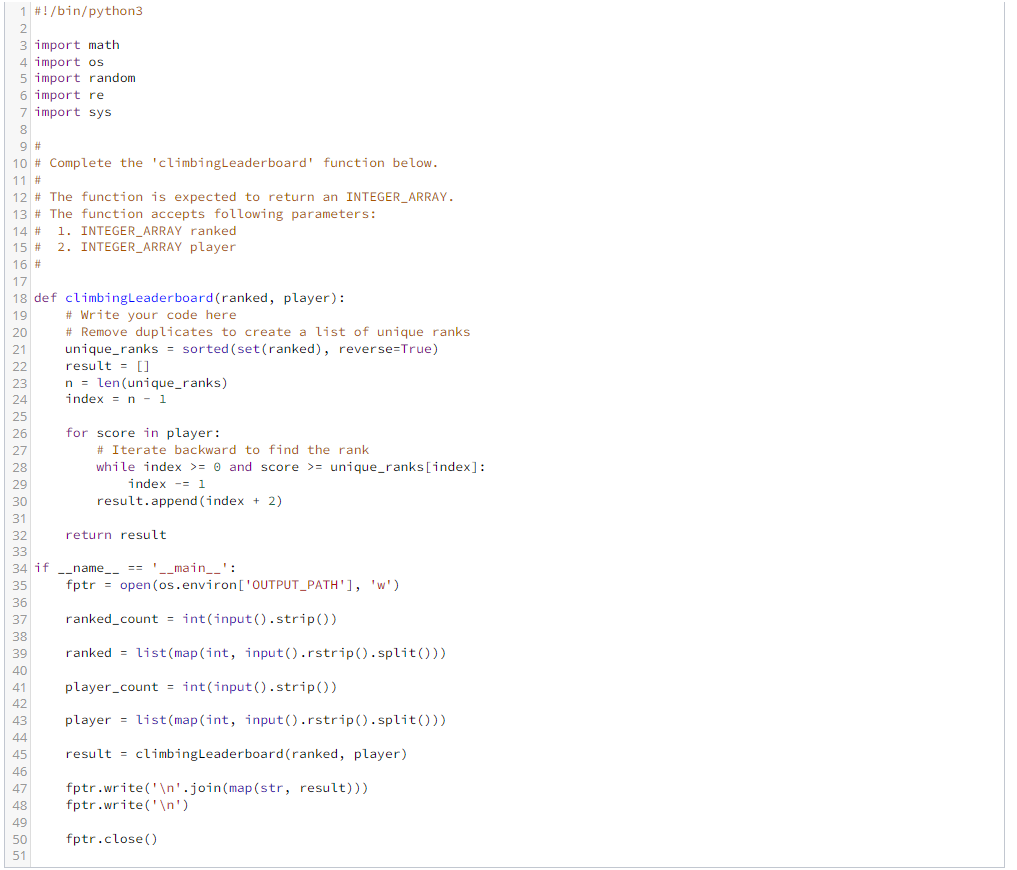 1 #!/bin/python3
2
3 import math
4 import os
5 import random
6 import re
7 import sys
8
9 #
10 # Complete the 'climbingLeaderboard' function below.
11 #
12 # The function is expected to return an INTEGER_ARRAY.
13 # The function accepts following parameters:
14 #  1. INTEGER_ARRAY ranked
15 #  2. INTEGER_ARRAY player
16 #
17
18 def climbingLeaderboard(ranked, player):
19     # Write your code here
20     # Remove duplicates to create a list of unique ranks
21     unique_ranks = sorted(set(ranked), reverse=True)
22     result = []
23     n = len(unique_ranks)
24     index = n - 1
25
26     for score in player:
27         # Iterate backward to find the rank
28         while index >= 0 and score >= unique_ranks[index]:
29             index -= 1
30         result.append(index + 2)
31
32     return result
33
34 if __name__ == '__main__':
35     fptr = open(os.environ['OUTPUT_PATH'], 'w')
36
37     ranked_count = int(input().strip())
38
39     ranked = list(map(int, input().rstrip().split()))
40
41     player_count = int(input().strip())
42
43     player = list(map(int, input().rstrip().split()))
44
45     result = climbingLeaderboard(ranked, player)
46
47     fptr.write('\n'.join(map(str, result)))
48     fptr.write('\n')
49
50     fptr.close()
51